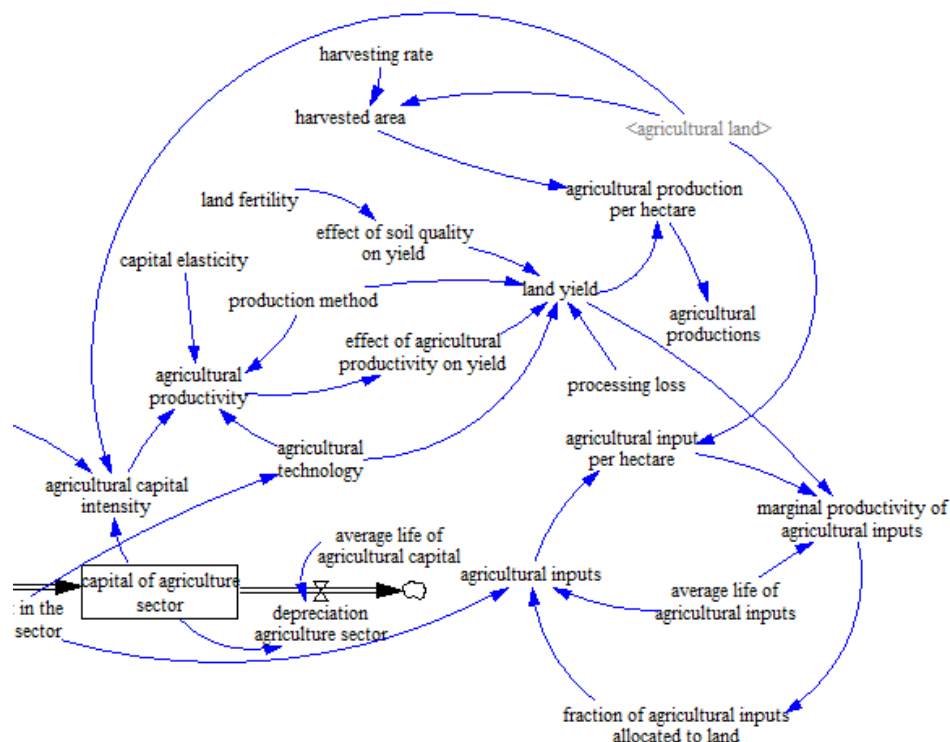 harvesting rate
harvested area
<agricultural land>
agricultural production
per hectare
land fertility
effect of soil quality
on yield
capital elasticity
production method
land yield
agricultural
productions
effect of agricultural
productivity on yield
agricultural
productivity
processing loss
agricultural
technology
agricultural input
per hectare
agricultural capital
intensity
marginal productivity of
agricultural inputs
average life of
agricultural capital
capital of agriculture
sector
agricultural inputs
average life of
agricultural inputs
t in the
sector
depreciation
agriculture sector
fraction of agricultural inputs
allocated to land